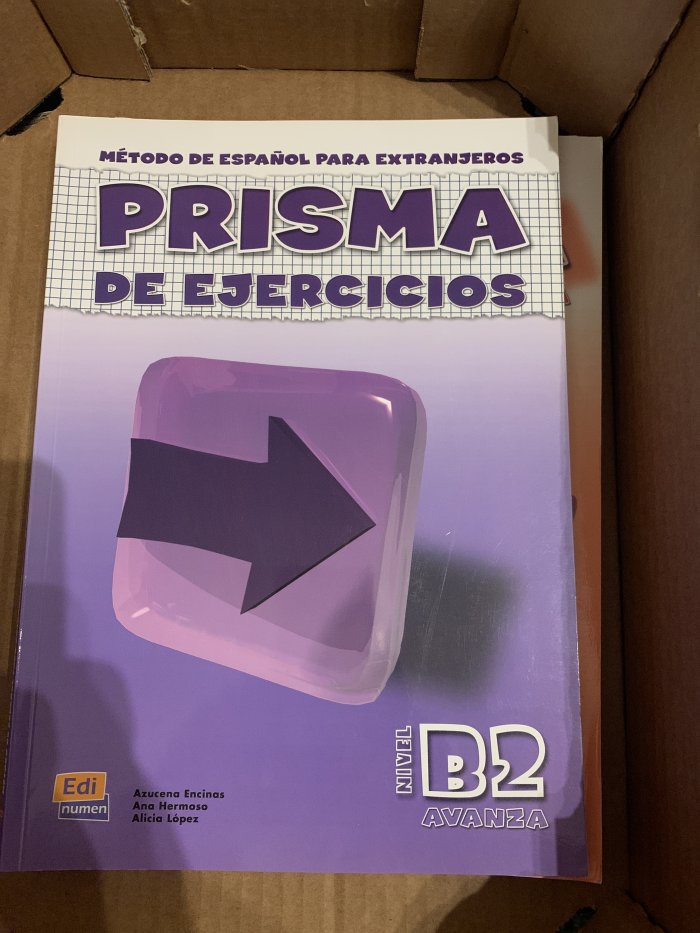 MÉTODO DE ESPAÑOL PARA EXTRANJEROS
PRISMA
DE EJERCICIOS
NIVEL
B2
AVANZA
Edi
numen
Azucena Encinas
Ana Hermoso
Alicia López